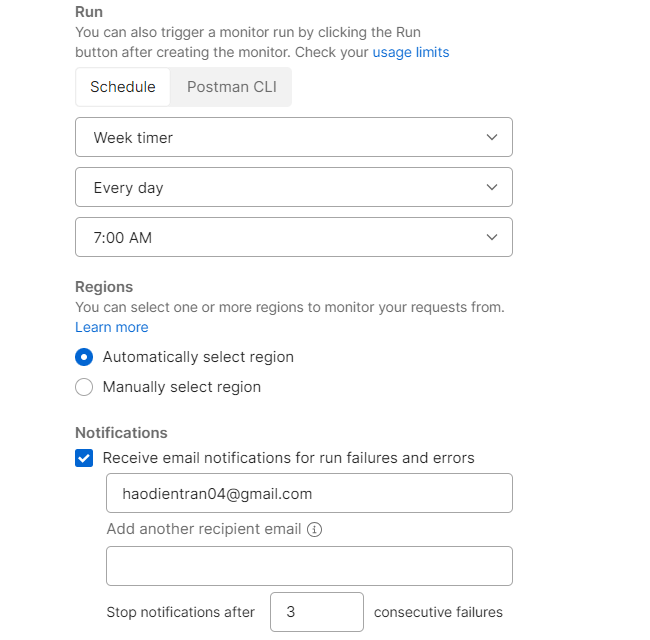 Run
You can also trigger a monitor run by clicking the Run
button after creating the monitor. Check your usage limits
Schedule Postman CLI
Week timer
Every day
7:00 AM
Regions
You can select one or more regions to monitor your requests from.
Learn more
Automatically select region
Manually select region
Notifications
Receive email notifications for run failures and errors
haodientran04@gmail.com
Add another recipient email
Stop notifications after 3 consecutive failures